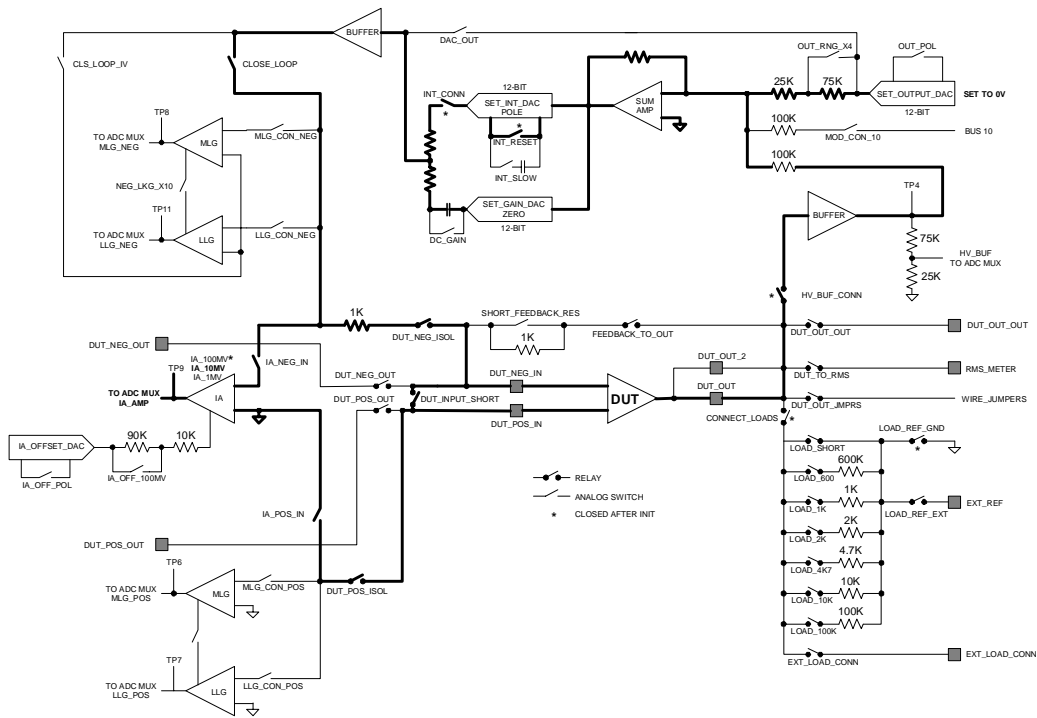 BUFFER
DAC_OUT
OUT_RNG_X4
OUT_POL
CLS_LOOP_IV
CLOSE_LOOP
12-BIT
INT_CONN
*
SET_INT_DAC
POLE
SUM
AMP
25K
75K
SET_OUTPUT_DAC
SET TO 0V
12-BIT
TP8
TO ADC MUX
MLG_NEG
MLG
MLG_CON_NEG
*
INT_RESET
INT_SLOW
100K
MOD_CON_10
BUS 10
100K
NEG_LKG_X10
TP11
TO ADC MUX
LLG_NEG
LLG
LLG_CON_NEG
SET_GAIN_DAC
ZERO
12-BIT
DC_GAIN
BUFFER
TP4
75K
HV_BUF
TO ADC MUX
25K
* HV_BUF_CONN
1K
DUT_NEG_ISOL
SHORT_FEEDBACK_RES
1K
FEEDBACK_TO_OUT
DUT_OUT_OUT
DUT_OUT_OUT
DUT_NEG_OUT
IA_100MV*
IA_10MV
IA_1MV
TP9
TO ADC MUX
IA_AMP
IA
IA_NEG_IN
DUT_NEG_OUT
DUT_NEG_IN
DUT_INPUT_SHORT
DUT_POS_OUT
DUT_POS_IN
DUT
DUT_OUT_2
DUT_OUT
DUT_TO_RMS
RMS_METER
DUT_OUT_JMPRS
WIRE_JUMPERS
CONNECT_LOADS
*
IA_OFFSET_DAC
90K
10K
IA_OFF_POL
IA_OFF_100MV
LOAD_SHORT
LOAD_REF_GND
*
600K
LOAD_600
1K
LOAD_1K
LOAD_REF_EXT
EXT_REF
2K
LOAD_2K
4.7K
LOAD_4K7
10K
LOAD_10K
100K
LOAD_100K
EXT_LOAD_CONN
EXT_LOAD_CONN
RELAY
ANALOG SWITCH
* CLOSED AFTER INIT
IA_POS_IN
DUT_POS_OUT
TP6
TO ADC MUX
MLG_POS
MLG
MLG_CON_POS
DUT_POS_ISOL
TP7
TO ADC MUX
LLG_POS
LLG
LLG_CON_POS